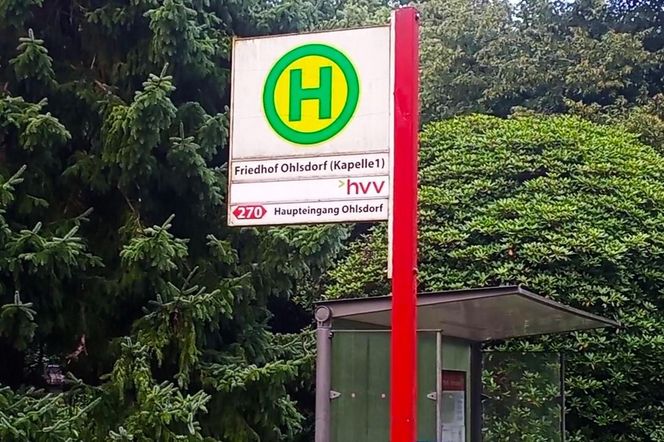 H
Friedhof Ohlsdorf (Kapelle1)
hvv
270 Haupteingang Ohlsdorf